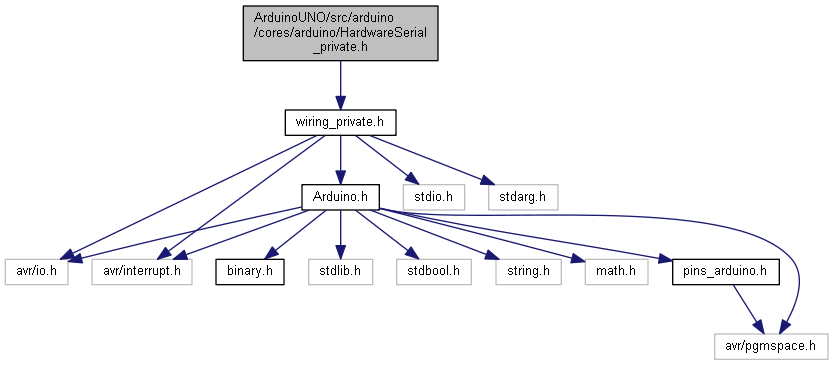 ArduinoUNO/src/arduino
/cores/arduino/HardwareSerial
_private.h
wiring_private.h
Arduino.h
stdio.h
stdarg.h
avr/io.h
avr/interrupt.h
binary.h
stdlib.h
stdbool.h
string.h
math.h
pins_arduino.h
avr/pgmspace.h